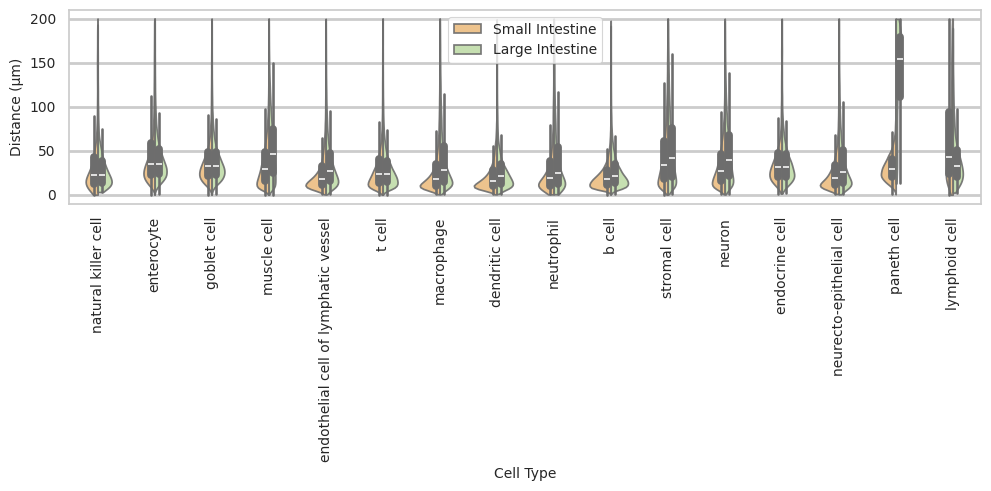 Small Intestine
Large Intestine
Distance (μm)
200
150
100
50
0
natural killer cell
enterocyte
goblet cell
muscle cell
endothelial cell of lymphatic vessel
t cell
macrophage
dendritic cell
neutrophil
b cell
stromal cell
neuron
endocrine cell
neurecto-epithelial cell
paneth cell
lymphoid cell
Cell Type